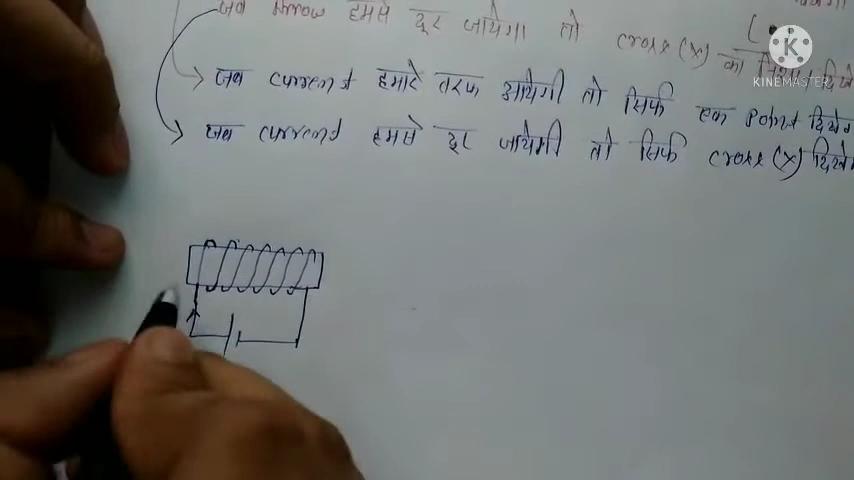 जब arrow हमसे दूर जायेगा तो cross (x) का निशान
जब current हमारे तरफ आयेगी तो सिर्फ एक point
जब current हमसे दूर जायेगी तो सिर्फ cross (x)
KINEMASTER